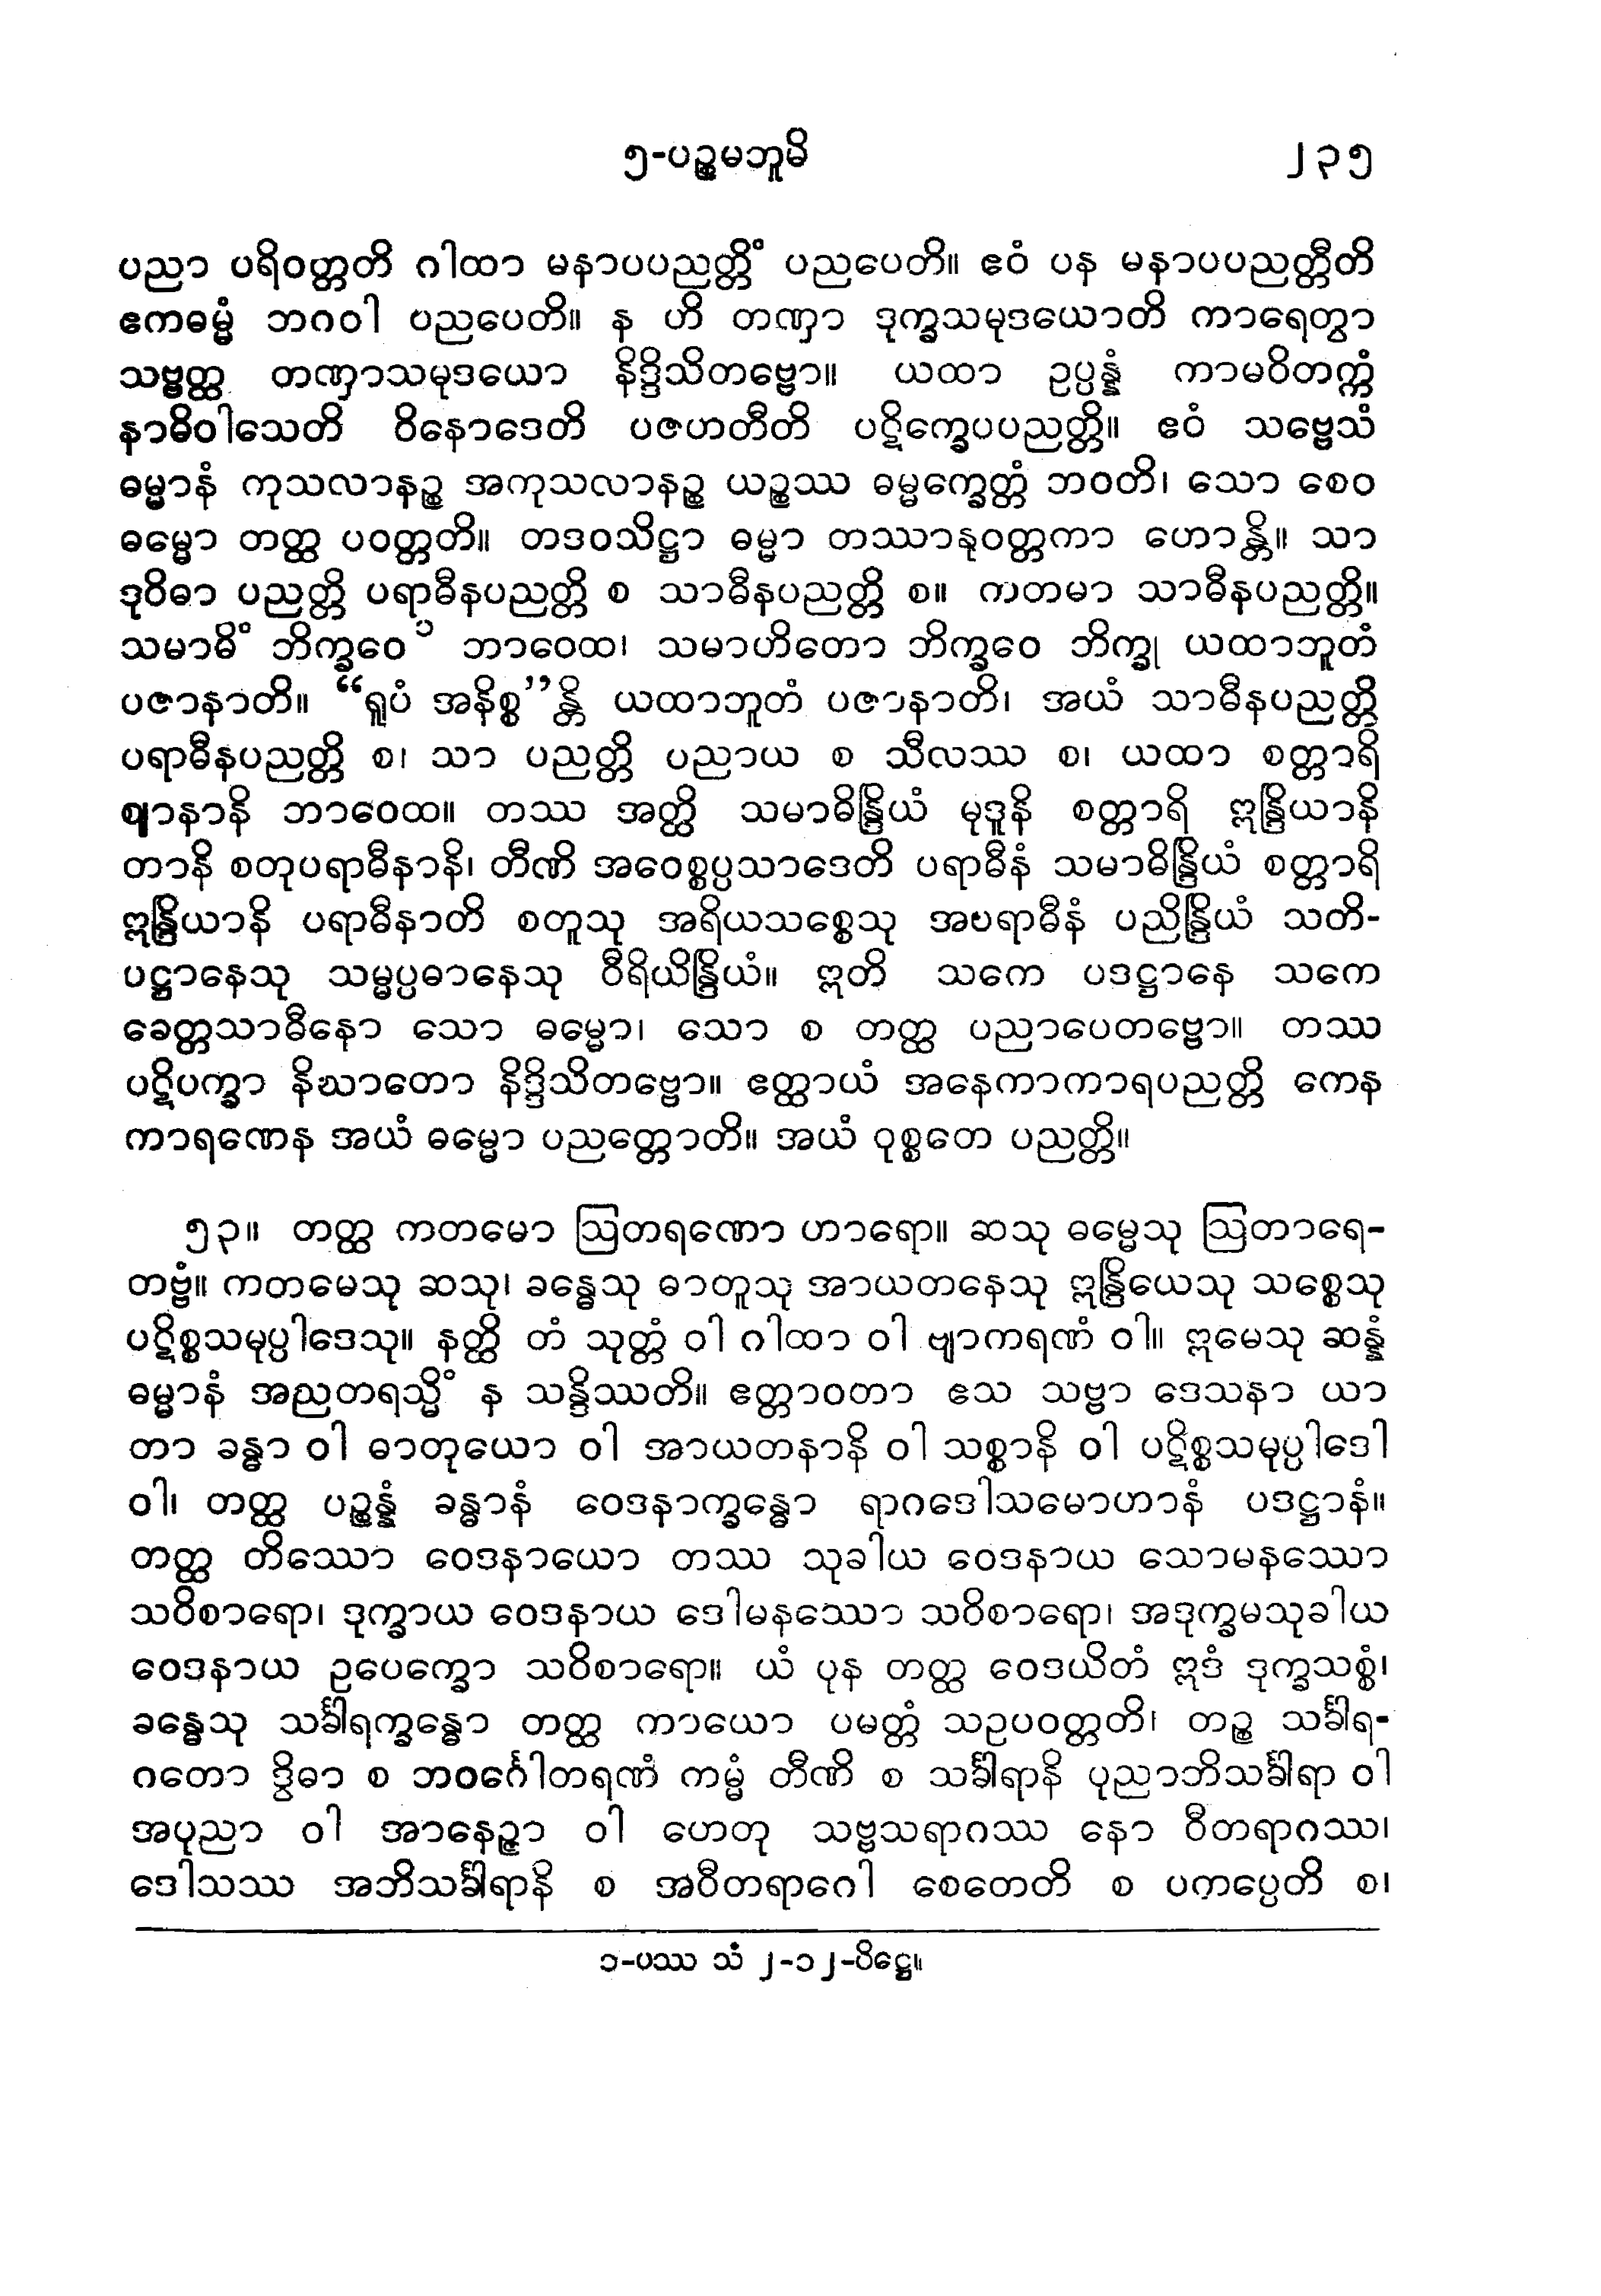 ၅-ပဉ္စမဘူမိ ၂၃၅
ပညာ ပရိဝတ္တတိ ဂါထာ မနာပပညတ္တိံ ပညပေတိ။ ဧဝံ ပန မနာပပညတ္တီတိ
ဧကဓမ္မံ ဘဂဝါ ပညပေတိ။ န ဟိ တဏှာ ဒုက္ခသမုဒယောတိ ကာရေတွာ
သဗ္ဗတ္ထ တဏှာသမုဒယော နိဒ္ဒိသိတဗ္ဗော။ ယထာ ဥပ္ပန္နံ ကာမဝိတက္ကံ
နာဓိဝါသေတိ ဝိနောဒေတိ ပဇဟတီတိ ပဋိက္ခေပပညတ္တိ။ ဧဝံ သဗ္ဗေသံ
ဓမ္မာနံ ကုသလာနဉ္စ အကုသလာနဉ္စ ယဉ္စဿ ဓမ္မက္ခေတ္တံ ဘဝတိ၊ သော စေဝ
ဓမ္မော တတ္ထ ပဝတ္တတိ။ တဒဝသိဋ္ဌာ ဓမ္မာ တဿာနုဝတ္တကာ ဟောန္တိ။ သာ
ဒုဝိဓာ ပညတ္တိ ပရာဓီနပညတ္တိ စ သာဓီနပညတ္တိ စ။ ကတမာ သာဓီနပညတ္တိ။
သမာဓိံ ဘိက္ခဝေ ၁ ဘာဝေထ၊ သမာဟိတော ဘိက္ခဝေ ဘိက္ခု ယထာဘူတံ
ပဇာနာတိ။ “ရူပံ အနိစ္စ”န္တိ ယထာဘူတံ ပဇာနာတိ၊ အယံ သာဓီနပညတ္တိ
ပရာဓီနပညတ္တိ စ၊ သာ ပညတ္တိ ပညာယ စ သီလဿ စ၊ ယထာ စတ္တာရိ
ဈာနာနိ ဘာဝေထ။ တဿ အတ္ထိ သမာဓိန္ဒြိယံ မုဒူနိ စတ္တာရိ ဣန္ဒြိယာနိ
တာနိ စတုပရာဓီနာနိ၊ တီဏိ အဝေစ္စပ္ပသာဒေတိ ပရာဓီနံ သမာဓိန္ဒြိယံ စတ္တာရိ
ဣန္ဒြိယာနိ ပရာဓီနာတိ စတူသု အရိယသစ္စေသု အပရာဓီနံ ပညိန္ဒြိယံ သတိ-
ပဋ္ဌာနေသု သမ္မပ္ပဓာနေသု ဝီရိယိန္ဒြိယံ။ ဣတိ သကေ ပဒဋ္ဌာနေ သကေ
ခေတ္တသာဓီနော သော ဓမ္မော၊ သော စ တတ္ထ ပညာပေတဗ္ဗော။ တဿ
ပဋိပက္ခာ နိဃာတော နိဒ္ဒိသိတဗ္ဗော။ ဧတ္ထာယံ အနေကာကာရပညတ္တိ ကေန
ကာရဏေန အယံ ဓမ္မော ပညတ္တောတိ။ အယံ ဝုစ္စတေ ပညတ္တိ။
၅၃။ တတ္ထ ကတမော ဩတရဏော ဟာရော။ ဆသု ဓမ္မေသု ဩတာရေ-
တဗ္ဗံ။ ကတမေသု ဆသု၊ ခန္ဓေသု ဓာတူသု အာယတနေသု ဣန္ဒြိယေသု သစ္စေသု
ပဋိစ္စသမုပ္ပါဒေသု။ နတ္ထိ တံ သုတ္တံ ဝါ ဂါထာ ဝါ ဗျာကရဏံ ဝါ။ ဣမေသု ဆန္နံ
ဓမ္မာနံ အညတရသ္မိံ န သန္ဒိဿတိ။ ဧတ္တာဝတာ ဧသ သဗ္ဗာ ဒေသနာ ယာ
တာ ခန္ဓာ ဝါ ဓာတုယော ဝါ အာယတနာနိ ဝါ သစ္စာနိ ဝါ ပဋိစ္စသမုပ္ပါဒေါ
ဝါ၊ တတ္ထ ပဉ္စန္နံ ခန္ဓာနံ ဝေဒနာက္ခန္ဓော ရာဂဒေါသမောဟာနံ ပဒဋ္ဌာနံ။
တတ္ထ တိဿော ဝေဒနာယော တဿ သုခါယ ဝေဒနာယ သောမနဿော
သဝိစာရော၊ ဒုက္ခာယ ဝေဒနာယ ဒေါမနဿော သဝိစာရော၊ အဒုက္ခမသုခါယ
ဝေဒနာယ ဥပေက္ခော သဝိစာရော။ ယံ ပုန တတ္ထ ဝေဒယိတံ ဣဒံ ဒုက္ခသစ္စံ၊
ခန္ဓေသု သင်္ခါရက္ခန္ဓော တတ္ထ ကာယော ပမတ္တံ သဥပဝတ္တတိ၊ တဉ္စ သင်္ခါရ-
ဂတော ဒွိဓာ စ ဘဝင်္ဂေါတရဏံ ကမ္မံ တီဏိ စ သင်္ခါရာနိ ပုညာဘိသင်္ခါရာ ဝါ
အပုညာ ဝါ အာနေဉ္ဇာ ဝါ ဟေတု သဗ္ဗသရာဂဿ နော ဝီတရာဂဿ၊
ဒေါသဿ အဘိသင်္ခါရာနိ စ အဝီတရာဂေါ စေတေတိ စ ပကပ္ပေတိ စ၊
၁-ပဿ သံ ၂-၁၂-ပိဋ္ဌေ။